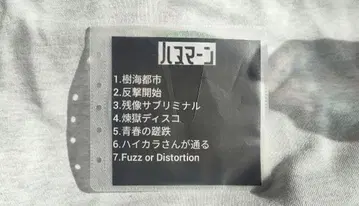 ハヌマーン
1.樹海都市
2.反撃開始
3.残像サブリミナル
4.煉獄ディスコ
5.青春の蹉跌
6.ハイカラさんが通る
7.Fuzz or Distortion